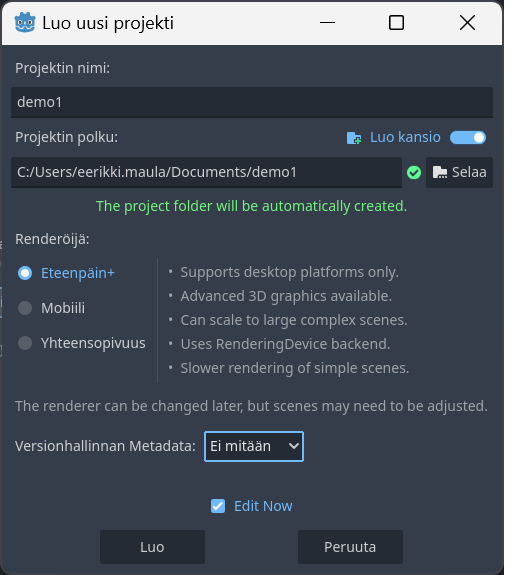 Luo uusi projekti
Projektin nimi:
demo1
Projektin polku:
Luo kansio
C:/Users/eerikki.maula/Documents/demo1
Selaa
The project folder will be automatically created.
Renderöijä:
Eteenpäin+
Mobiili
Yhteensopivuus
• Supports desktop platforms only.
• Advanced 3D graphics available.
• Can scale to large complex scenes.
• Uses RenderingDevice backend.
• Slower rendering of simple scenes.
The renderer can be changed later, but scenes may need to be adjusted.
Versionhallinnan Metadata: Ei mitään
Edit Now
Luo
Peruuta